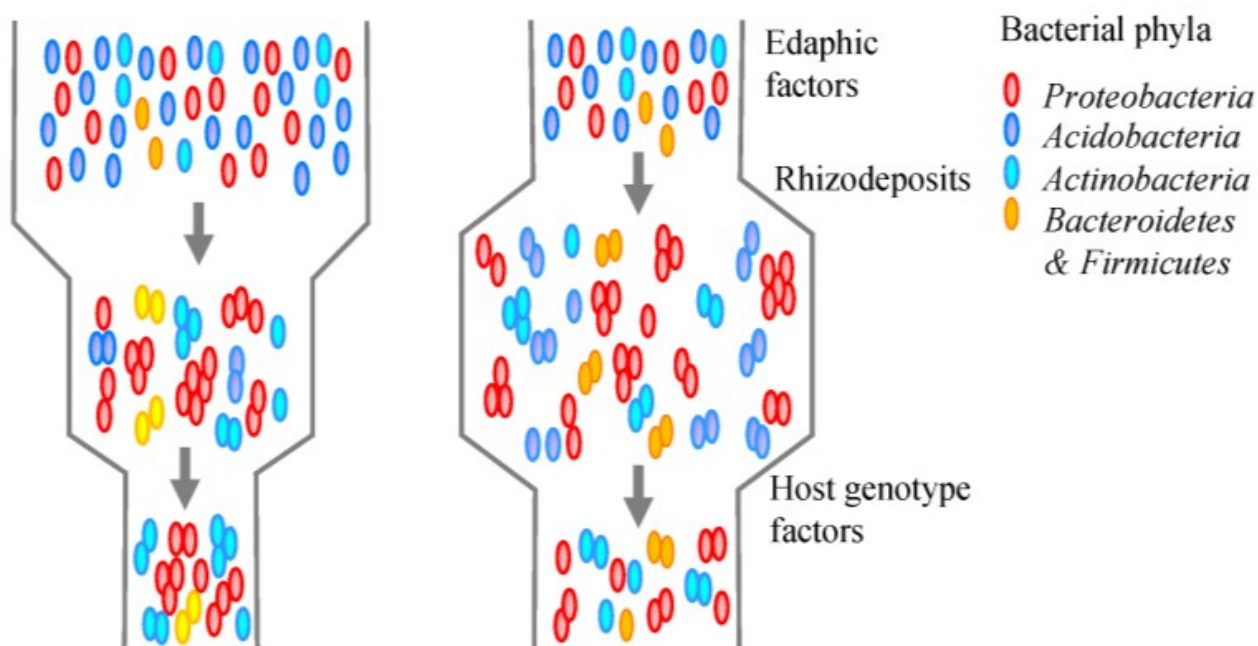 Edaphic
factors
Rhizodeposits
Host genotype
factors
Bacterial phyla
Proteobacteria
Acidobacteria
Actinobacteria
Bacteroidetes
& Firmicutes